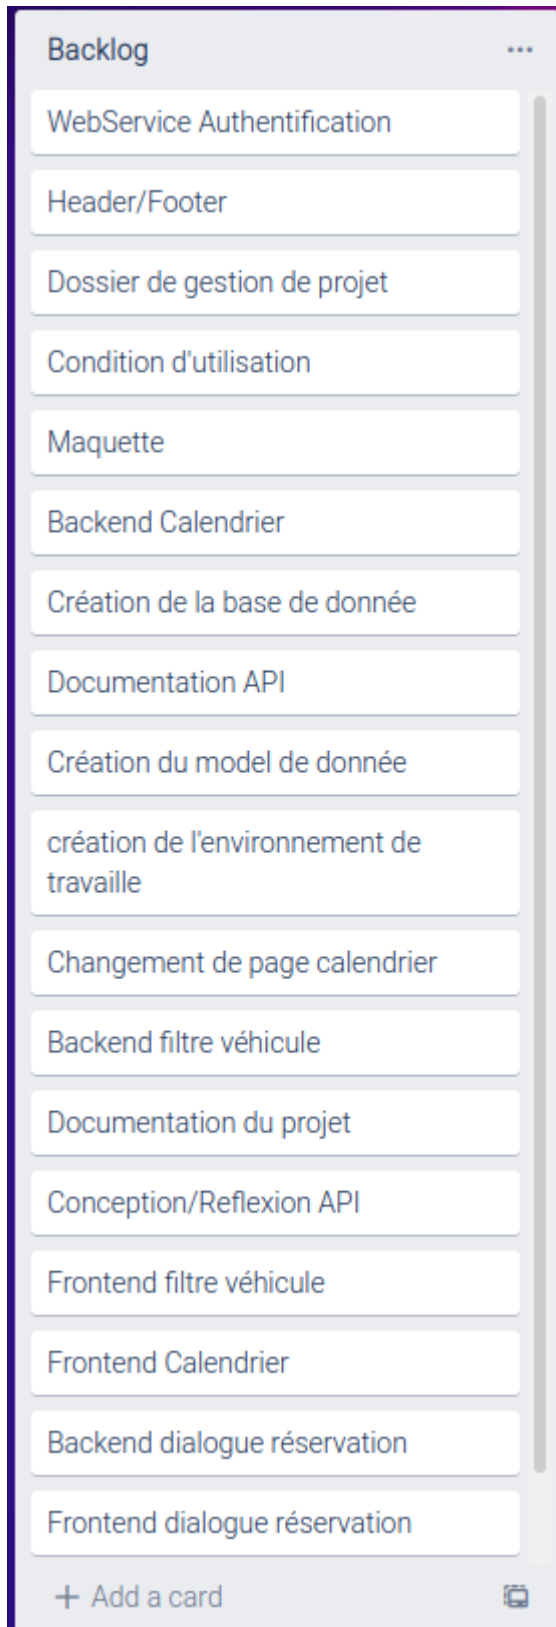 Backlog
WebService Authentification
Header/Footer
Dossier de gestion de projet
Condition d'utilisation
Maquette
Backend Calendrier
Création de la base de donnée
Documentation API
Création du model de donnée
création de l'environnement de
travaille
Changement de page calendrier
Backend filtre véhicule
Documentation du projet
Conception/Reflexion API
Frontend filtre véhicule
Frontend Calendrier
Backend dialogue réservation
Frontend dialogue réservation
+ Add a card